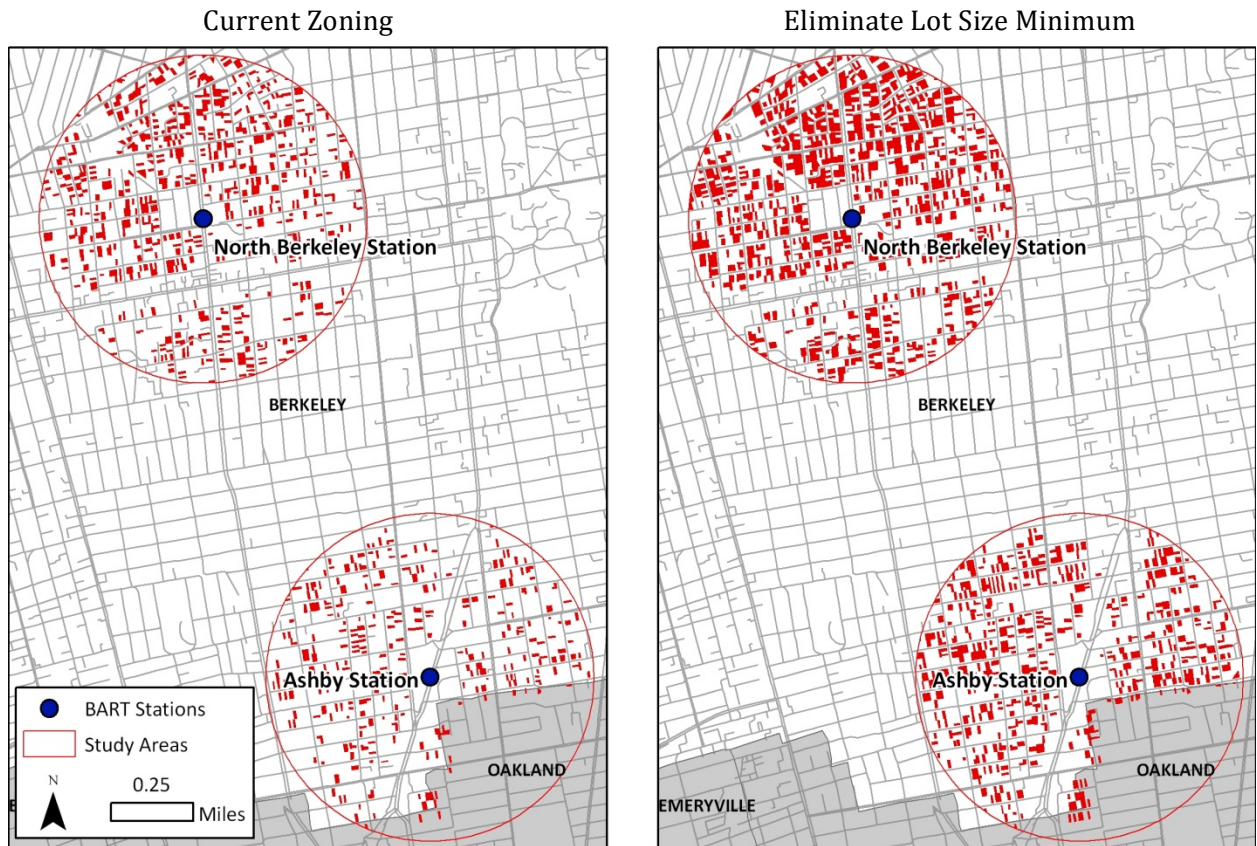 Current Zoning
Eliminate Lot Size Minimum
North Berkeley Station
BERKELEY
Ashby Station
OAKLAND
E
BART Stations
Study Areas
N
0.25
Miles
North Berkeley Station
BERKELEY
Ashby Station
OAKLAND
EMERYVILLE